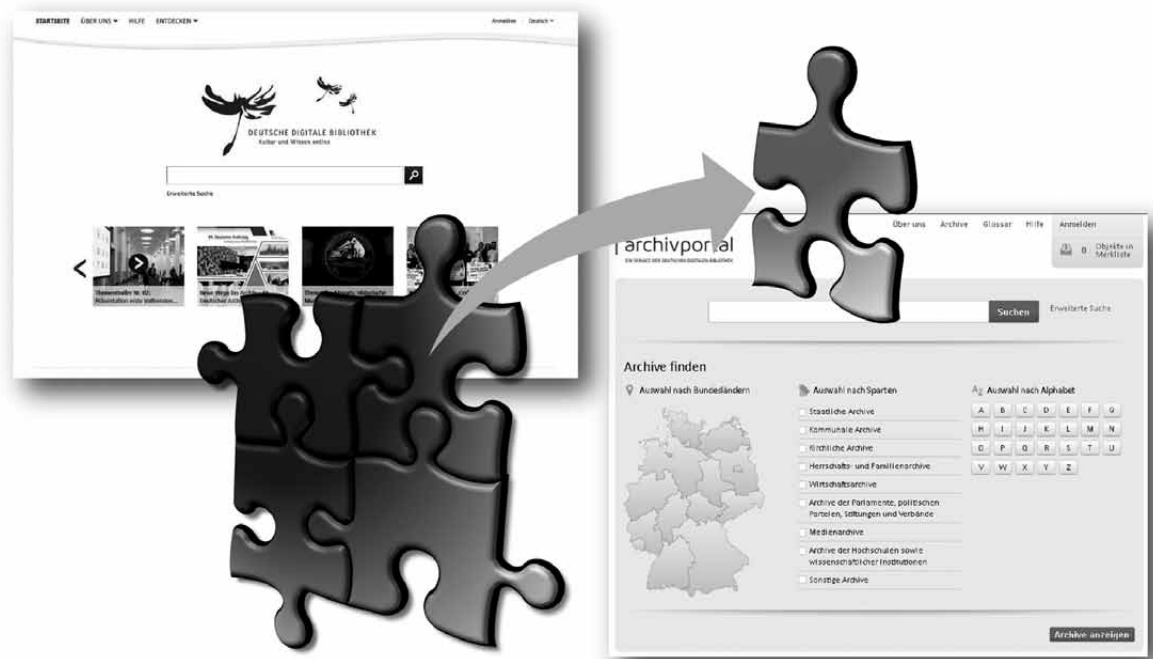 STARTSEITE ÜBER UNS HILFE ENTDECKEN
Anmelden Deutsch
DEUTSCHE DIGITALE BIBLIOTHEK
Kultur und Wissen online
Erweiterte Suche
Über uns Archive Glossar Hilfe Anmelden
0 Objekte in
Merkliste
archivportal
Suchen Erweiterte Suche
Archive finden
Auswahl nach Bundesländern
Auswahl nach Sparten
Staatliche Archive
Kommunale Archive
Kirchliche Archive
Herrschafts- und Familienarchive
Wirtschaftsarchive
Archive der Parlamente, politischen
Parteien, Stiftungen und Verbände
Medienarchive
Archive der Hochschulen sowie
wissenschaftlicher Institutionen
Sonstige Archive
AZ Auswahl nach Alphabet
A B C D E F G
H I J K L M N
O P Q R S T U
V W X Y Z
Archive anzeigen